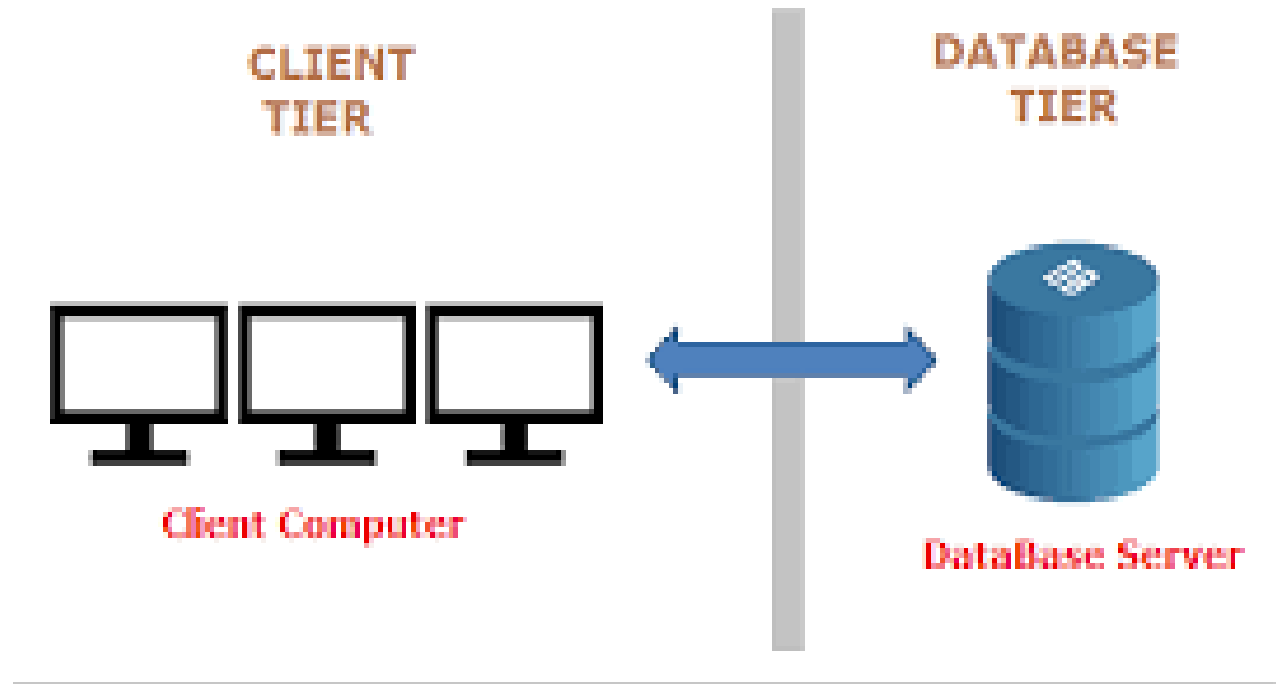 CLIENT
TIER
DATABASE
TIER
Client Computer
DataBase Server